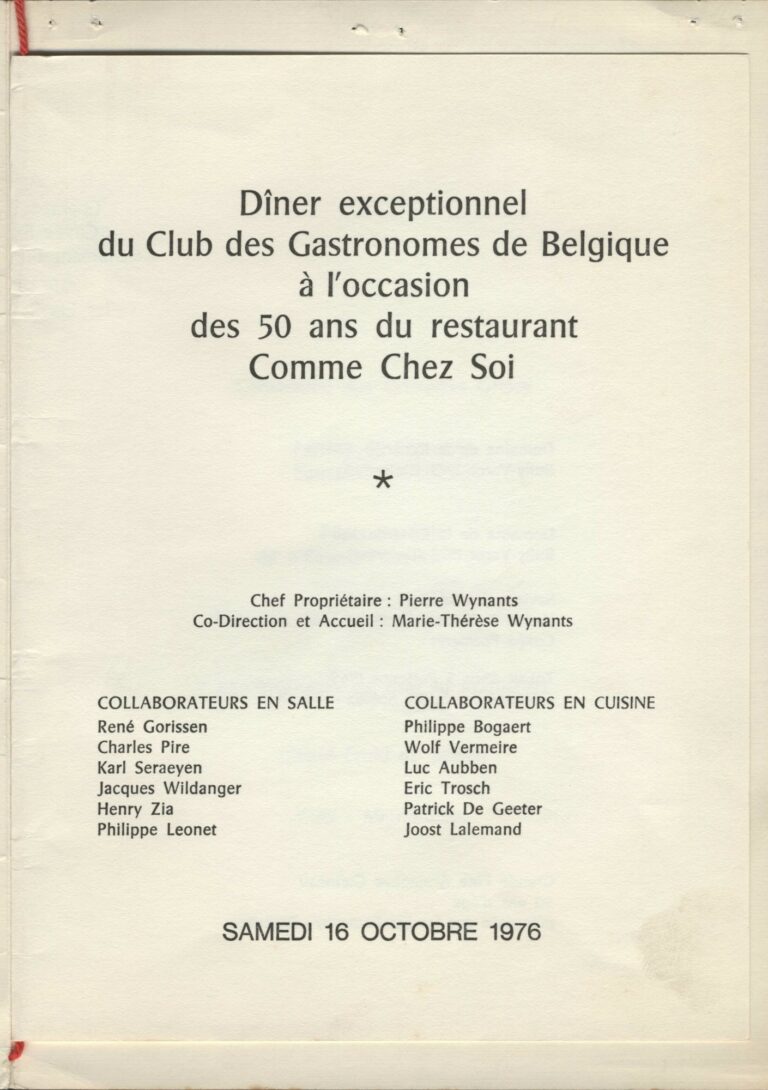 Dîner exceptionnel
du Club des Gastronomes de Belgique
à l'occasion
des 50 ans du restaurant
Comme Chez Soi
*
Chef Propriétaire : Pierre Wynants
Co-Direction et Accueil : Marie-Thérèse Wynants
COLLABORATEURS EN SALLE
René Gorissen
Charles Pire
Karl Seraeyen
Jacques Wildanger
Henry Zia
Philippe Leonet
COLLABORATEURS EN CUISINE
Philippe Bogaert
Wolf Vermeire
Luc Aubben
Eric Trosch
Patrick De Geeter
Joost Lalemand
SAMEDI 16 OCTOBRE 1976